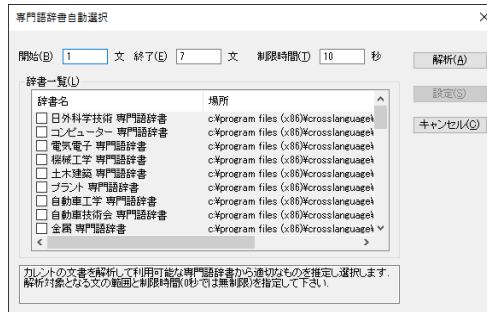 専門語辞書自動選択
開始(B) 1 文 終了(E) 7 文 制限時間(T) 10 秒
解析(A)
辞書一覧(L)
設定(S)
辞書名 場所
キャンセル(C)
日外科学技術 専門語辞書 c:¥program files (x86)¥crosslanguage¥
コンピューター 専門語辞書 c:¥program files (x86)¥crosslanguage¥
電気電子 専門語辞書 c:¥program files (x86)¥crosslanguage¥
機械工学 専門語辞書 c:¥program files (x86)¥crosslanguage¥
土木建築 専門語辞書 c:¥program files (x86)¥crosslanguage¥
プラント 専門語辞書 c:¥program files (x86)¥crosslanguage¥
自動車工学 専門語辞書 c:¥program files (x86)¥crosslanguage¥
自動車技術会 専門語辞書 c:¥program files (x86)¥crosslanguage¥
金属 専門語辞書 c:¥program files (x86)¥crosslanguage¥
カレントの文書を解析して利用可能な専門語辞書から適切なものを推定し選択します.
解析対象となる文の範囲と制限時間(0秒では無制限)を指定して下さい.